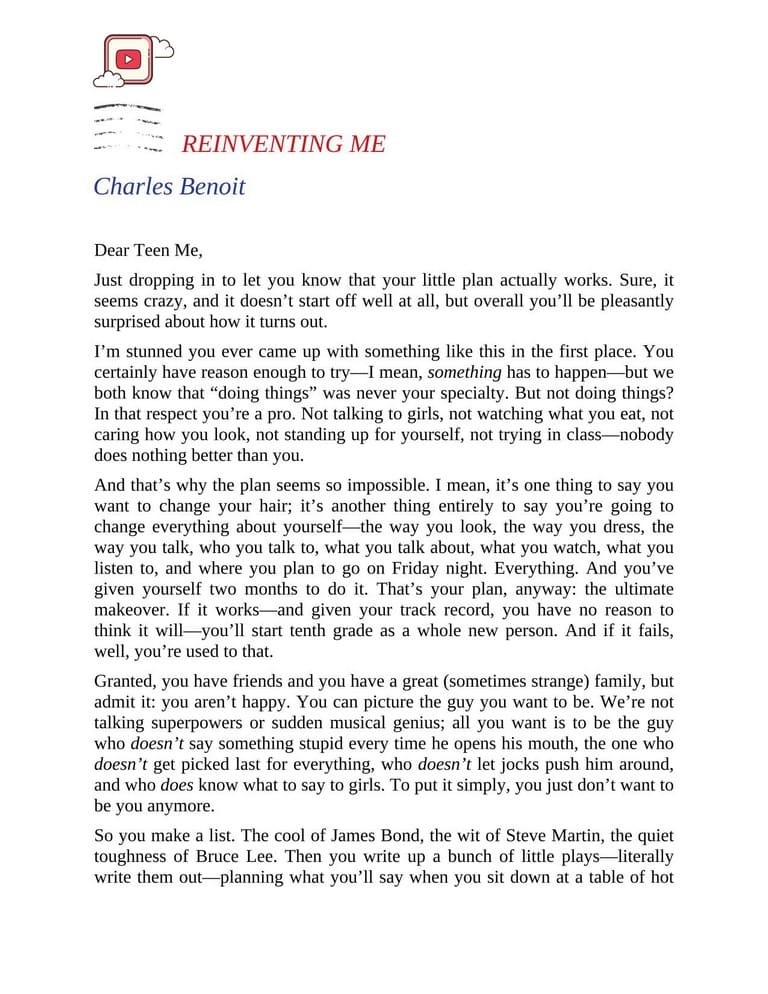 REINVENTING ME
Charles Benoit
Dear Teen Me,
Just dropping in to let you know that your little plan actually works. Sure, it
seems crazy, and it doesn’t start off well at all, but overall you’ll be pleasantly
surprised about how it turns out.
I’m stunned you ever came up with something like this in the first place. You
certainly have reason enough to try—I mean, something has to happen—but we
both know that “doing things” was never your specialty. But not doing things?
In that respect you’re a pro. Not talking to girls, not watching what you eat, not
caring how you look, not standing up for yourself, not trying in class—nobody
does nothing better than you.
And that’s why the plan seems so impossible. I mean, it’s one thing to say you
want to change your hair; it’s another thing entirely to say you’re going to
change everything about yourself—the way you look, the way you dress, the
way you talk, who you talk to, what you talk about, what you watch, what you
listen to, and where you plan to go on Friday night. Everything. And you’ve
given yourself two months to do it. That’s your plan, anyway: the ultimate
makeover. If it works—and given your track record, you have no reason to
think it will—you’ll start tenth grade as a whole new person. And if it fails,
well, you’re used to that.
Granted, you have friends and you have a great (sometimes strange) family, but
admit it: you aren’t happy. You can picture the guy you want to be. We’re not
talking superpowers or sudden musical genius; all you want is to be the guy
who doesn’t say something stupid every time he opens his mouth, the one who
doesn’t get picked last for everything, who doesn’t let jocks push him around,
and who does know what to say to girls. To put it simply, you just don’t want to
be you anymore.
So you make a list. The cool of James Bond, the wit of Steve Martin, the quiet
toughness of Bruce Lee. Then you write up a bunch of little plays—literally
write them out—planning what you’ll say when you sit down at a table of hot